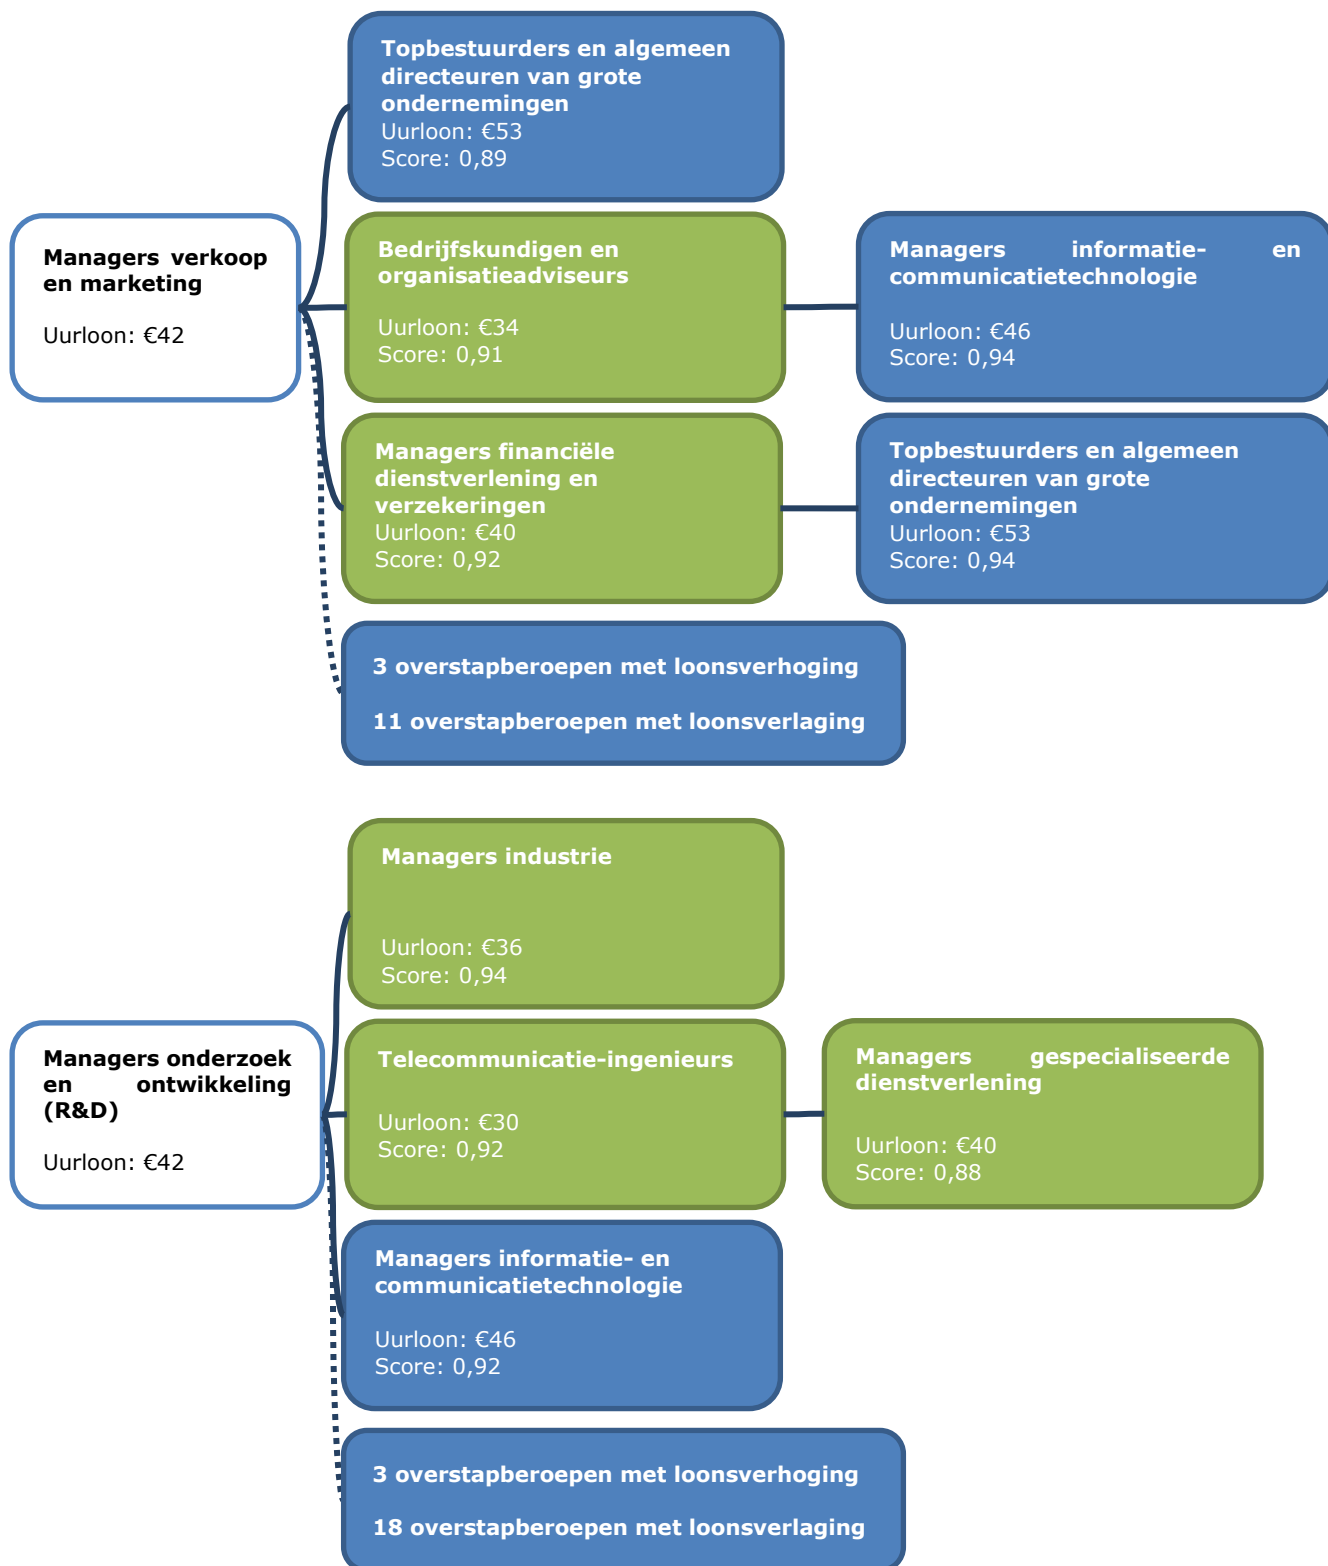 Topbestuurders en algemeen
directeuren van grote
ondernemingen
Uurloon: €53
Score: 0,89
Managers verkoop
en marketing
Uurloon: €42
Bedrijfskundigen en
organisatieadviseurs
Uurloon: €34
Score: 0,91
Managers informatie- en
communicatietechnologie
Uurloon: €46
Score: 0,94
Managers financiële
dienstverlening en
verzekeringen
Uurloon: €40
Score: 0,92
Topbestuurders en algemeen
directeuren van grote
ondernemingen
Uurloon: €53
Score: 0,94
3 overstapberoepen met loonsverhoging
11 overstapberoepen met loonsverlaging
Managers industrie
Uurloon: €36
Score: 0,94
Managers onderzoek
en ontwikkeling
(R&D)
Uurloon: €42
Telecommunicatie-ingenieurs
Uurloon: €30
Score: 0,92
Managers gespecialiseerde
dienstverlening
Uurloon: €40
Score: 0,88
Managers informatie- en
communicatietechnologie
Uurloon: €46
Score: 0,92
3 overstapberoepen met loonsverhoging
18 overstapberoepen met loonsverlaging